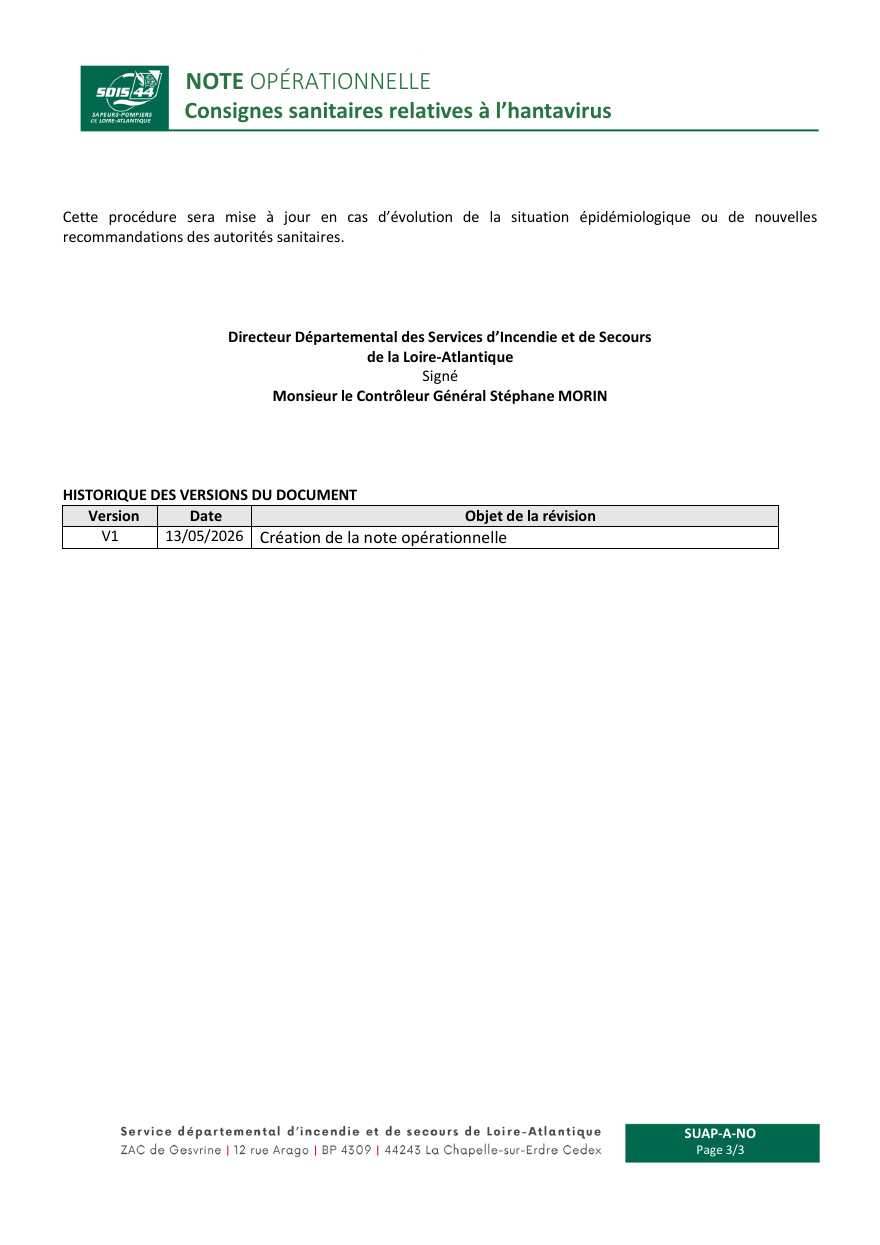 SDIS 44
SAPEURS-POMPIERS
DE LOIRE-ATLANTIQUE
NOTE OPÉRATIONNELLE
Consignes sanitaires relatives à l’hantavirus
Cette procédure sera mise à jour en cas d’évolution de la situation épidémiologique ou de nouvelles
recommandations des autorités sanitaires.
Directeur Départemental des Services d’Incendie et de Secours
de la Loire-Atlantique
Signé
Monsieur le Contrôleur Général Stéphane MORIN
HISTORIQUE DES VERSIONS DU DOCUMENT
Version Date Objet de la révision
V1 13/05/2026 Création de la note opérationnelle
Service départemental d’incendie et de secours de Loire-Atlantique
ZAC de Gesvrine | 12 rue Arago | BP 4309 | 44243 La Chapelle-sur-Erdre Cedex
SUAP-A-NO
Page 3/3